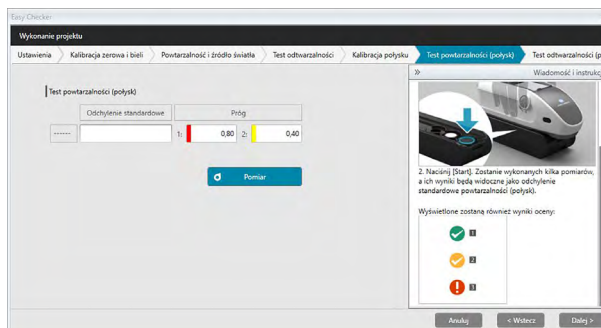 Easy Checker
Wykonanie projektu
Ustawienia
Kalibracja zerowa i bieli
Powtarzalność i źródło światła
Test odtwarzalności
Kalibracja połysku
Test powtarzalności (połysk)
Test odtwarzalności (p
Wiadomość i instrukc
Test powtarzalności (połysk)
Odchylenie standardowe
Próg
------
1: 0,80 2: 0,40
Pomiar
2. Naciśnij [Start]. Zostanie wykonanych kilka pomiarów,
a ich wyniki będą widoczne jako odchylenie
standardowe powtarzalności (połysk).
Wyświetlone zostaną również wyniki oceny:
1
2
3
Anuluj
< Wstecz
Dalej >